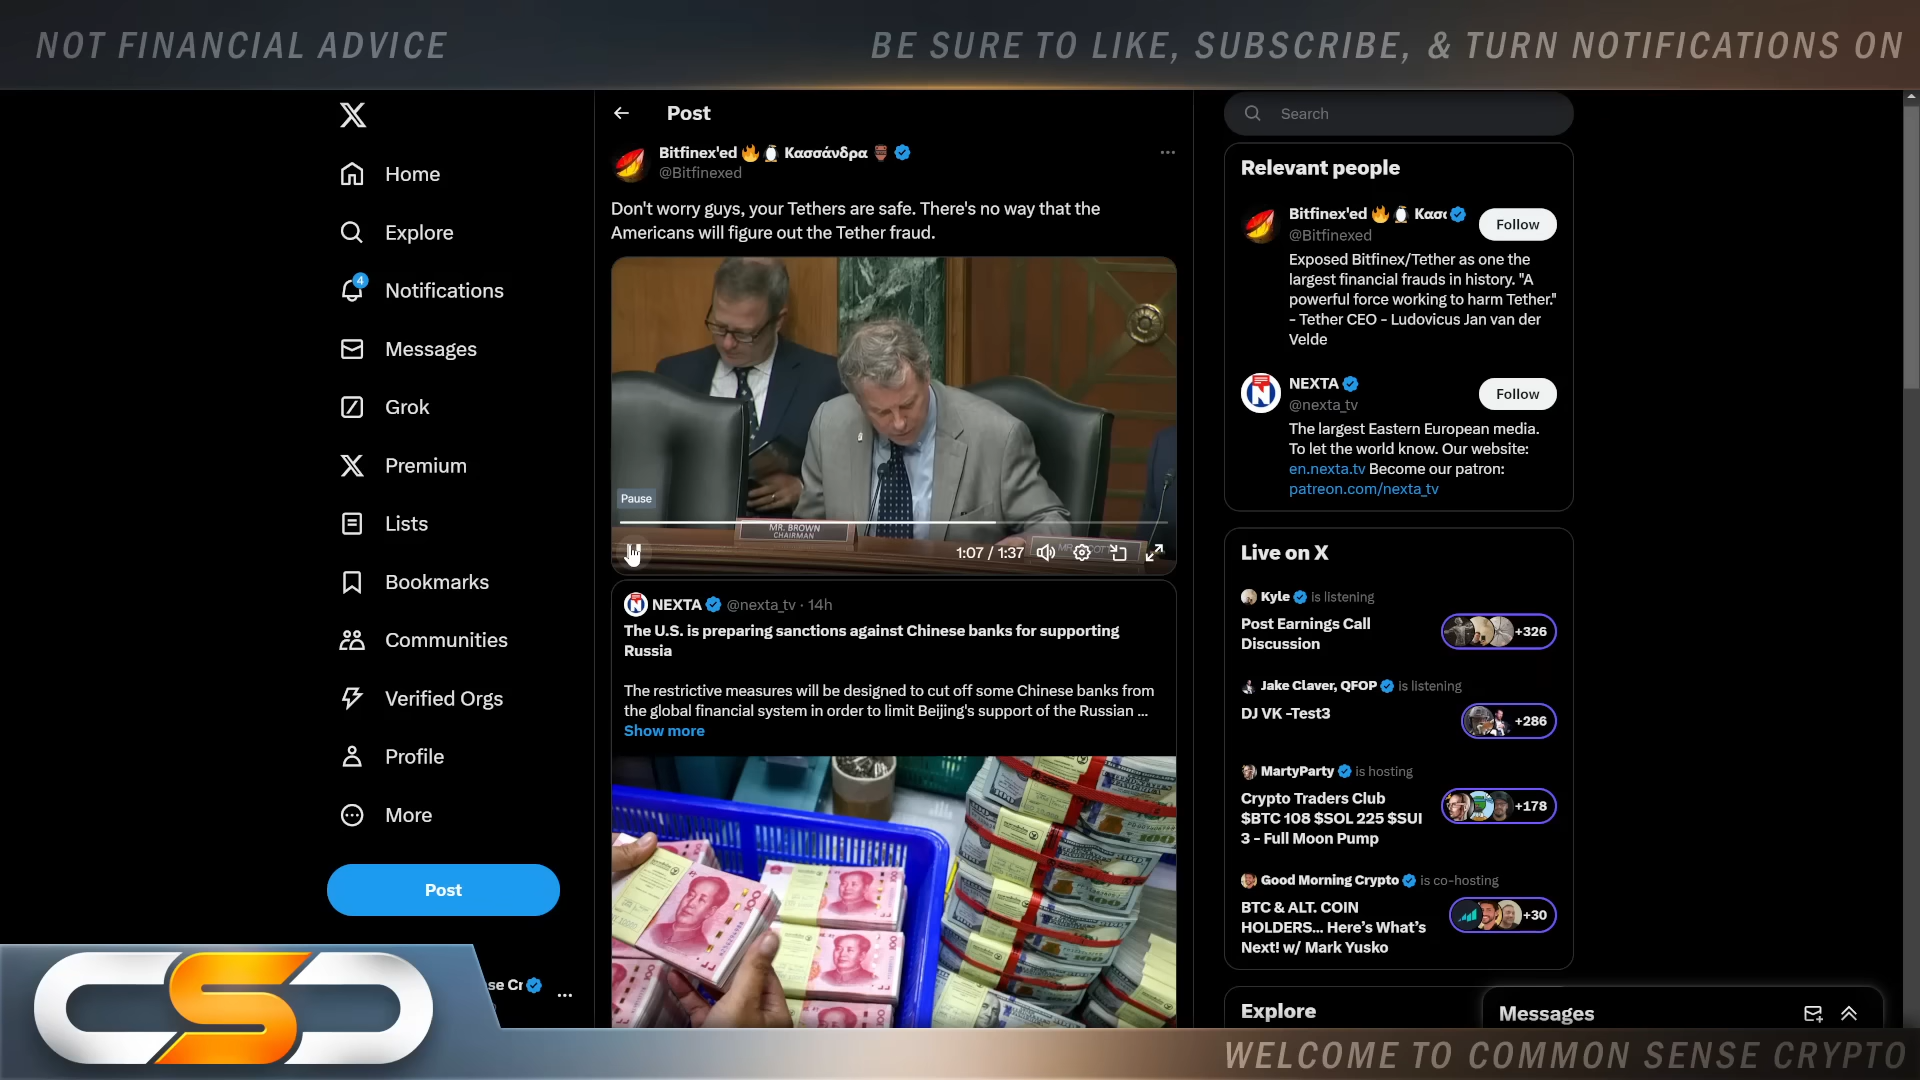 NOT FINANCIAL ADVICE
BE SURE TO LIKE, SUBSCRIBE, & TURN NOTIFICATIONS ON
Home
Explore
4
Notifications
Messages
Grok
Premium
Lists
Bookmarks
Communities
Verified Orgs
Profile
More
Post
se Cr
Post
Bitfinex'ed 🔥🐧 Κασσάνδρα
@Bitfinexed
Don't worry guys, your Tethers are safe. There's no way that the
Americans will figure out the Tether fraud.
Pause
MR. BROWN
CHAIRMAN
1:07 / 1:37
NEXTA @nexta_tv · 14h
The U.S. is preparing sanctions against Chinese banks for supporting
Russia
The restrictive measures will be designed to cut off some Chinese banks from
the global financial system in order to limit Beijing's support of the Russian ...
Show more
100
100
Search
Relevant people
Bitfinex'ed 🔥🐧 Κασσ
@Bitfinexed
Follow
Exposed Bitfinex/Tether as one the
largest financial frauds in history. "A
powerful force working to harm Tether."
- Tether CEO - Ludovicus Jan van der
Velde
NEXTA
@nexta_tv
Follow
The largest Eastern European media.
To let the world know. Our website:
en.nexta.tv Become our patron:
patreon.com/nexta_tv
Live on X
Kyle is listening
Post Earnings Call
Discussion
+326
Jake Claver, QFOP is listening
DJ VK -Test3
+286
MartyParty is hosting
Crypto Traders Club
$BTC 108 $SOL 225 $SUI
3 - Full Moon Pump
+178
Good Morning Crypto is co-hosting
BTC & ALT. COIN
HOLDERS... Here's What's
Next! w/ Mark Yusko
+30
Explore
Messages
CSC
WELCOME TO COMMON SENSE CRYPTO